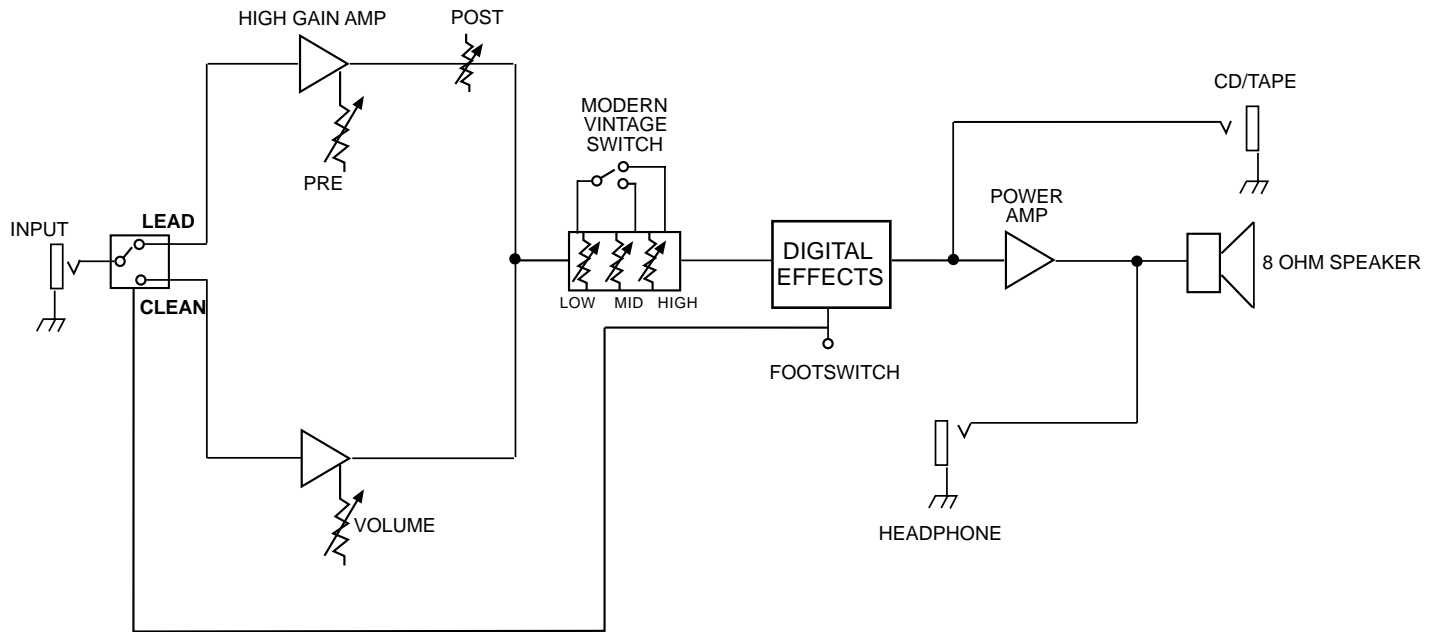 HIGH GAIN AMP
POST
PRE
MODERN
VINTAGE
SWITCH
CD/TAPE
INPUT
LEAD
CLEAN
LOW
MID
HIGH
DIGITAL
EFFECTS
POWER
AMP
8 OHM SPEAKER
FOOTSWITCH
VOLUME
HEADPHONE